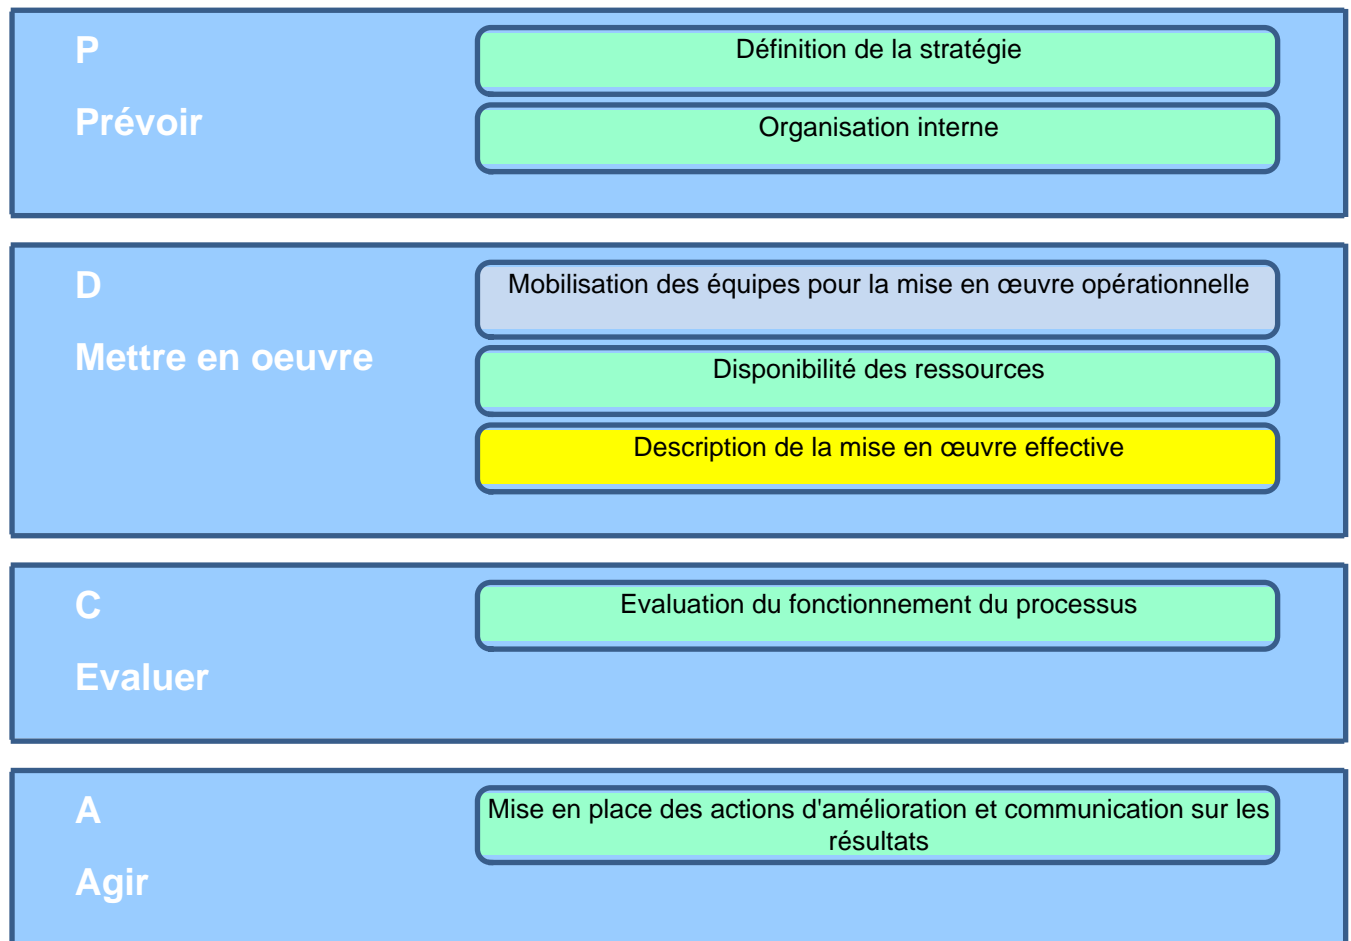 P
Prévoir
Définition de la stratégie
Organisation interne
D
Mettre en oeuvre
Mobilisation des équipes pour la mise en œuvre opérationnelle
Disponibilité des ressources
Description de la mise en œuvre effective
C
Evaluer
Evaluation du fonctionnement du processus
A
Agir
Mise en place des actions d'amélioration et communication sur les
résultats